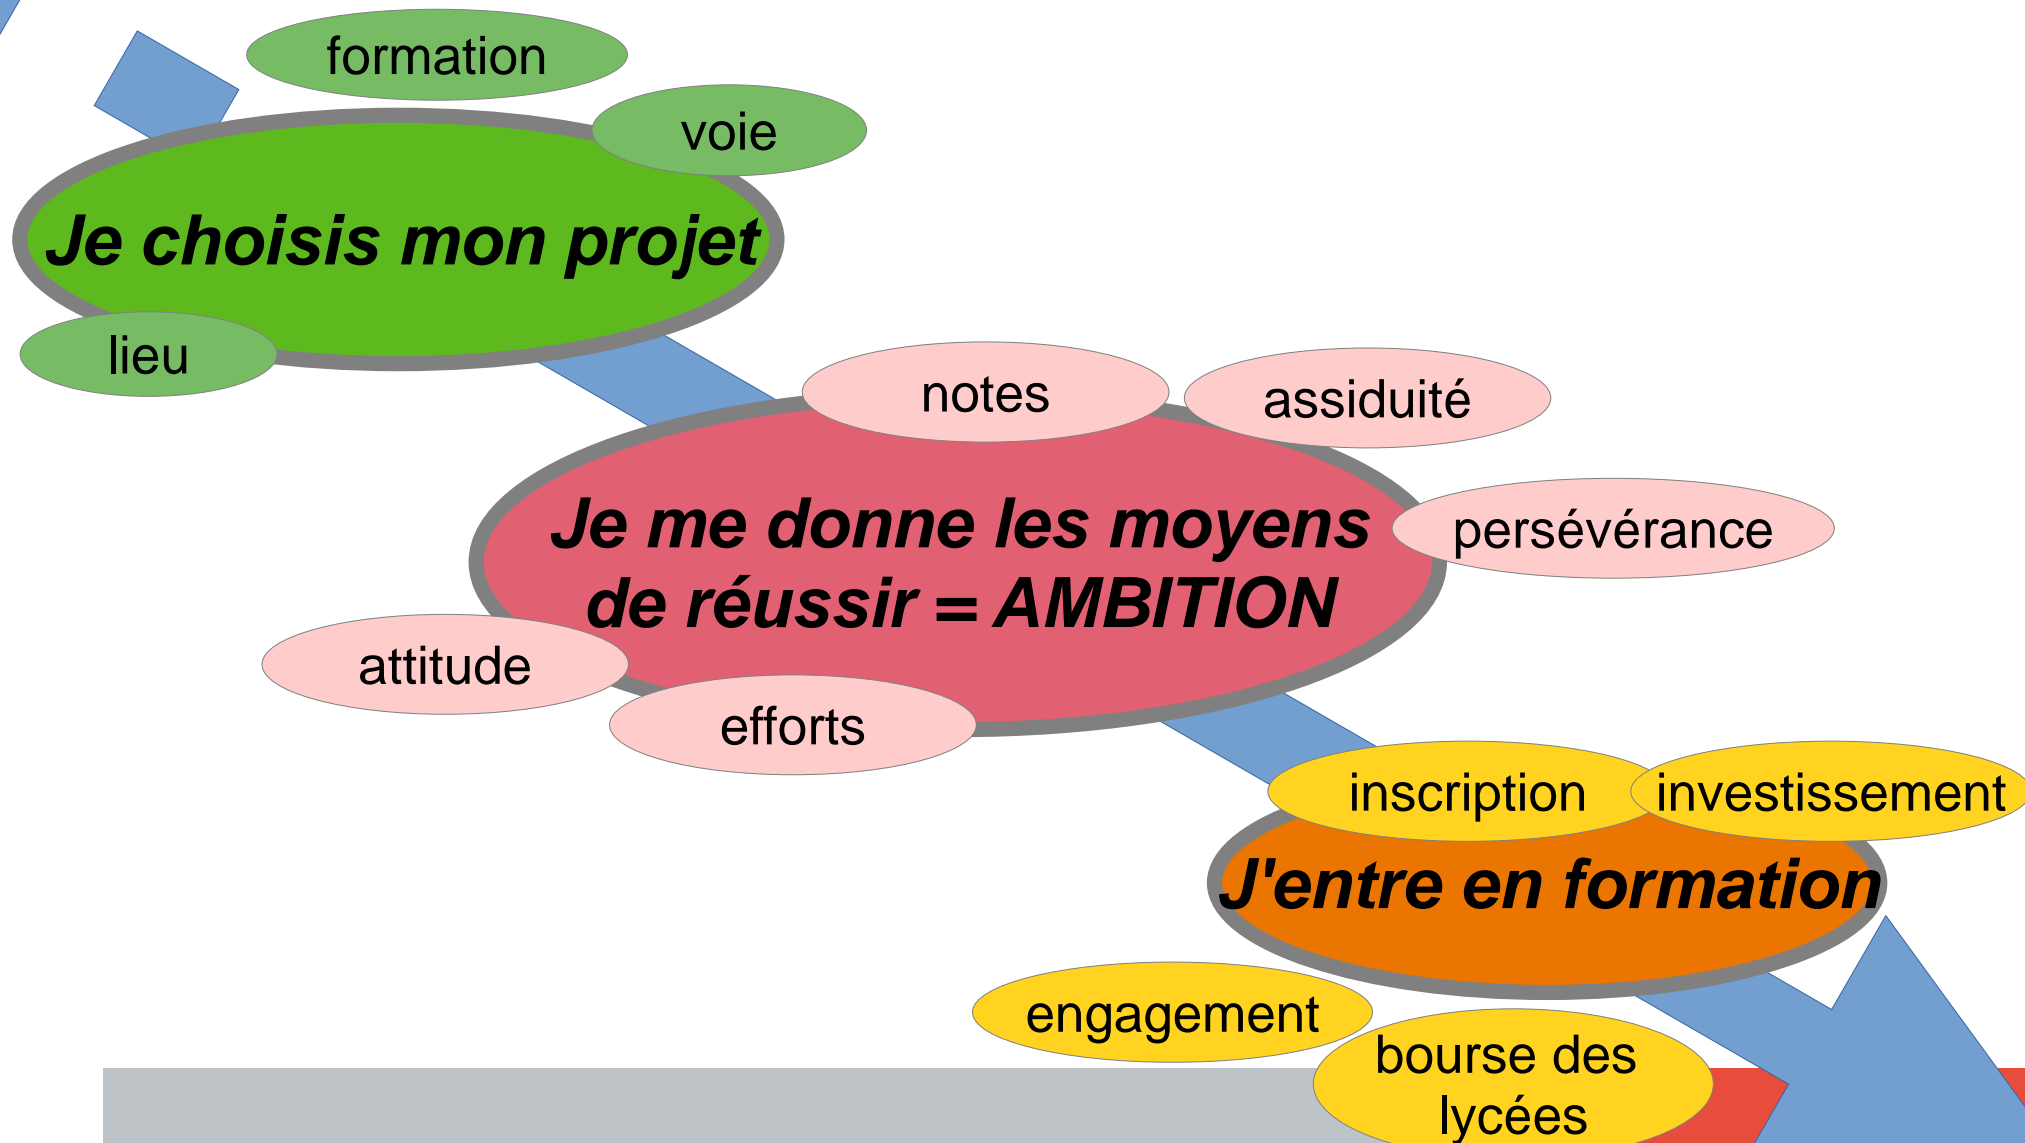 formation
voie
Je choisis mon projet
lieu
notes
assiduité
persévérance
Je me donne les moyens
de réussir = AMBITION
attitude
efforts
inscription
investissement
J'entre en formation
engagement
bourse des
lycées